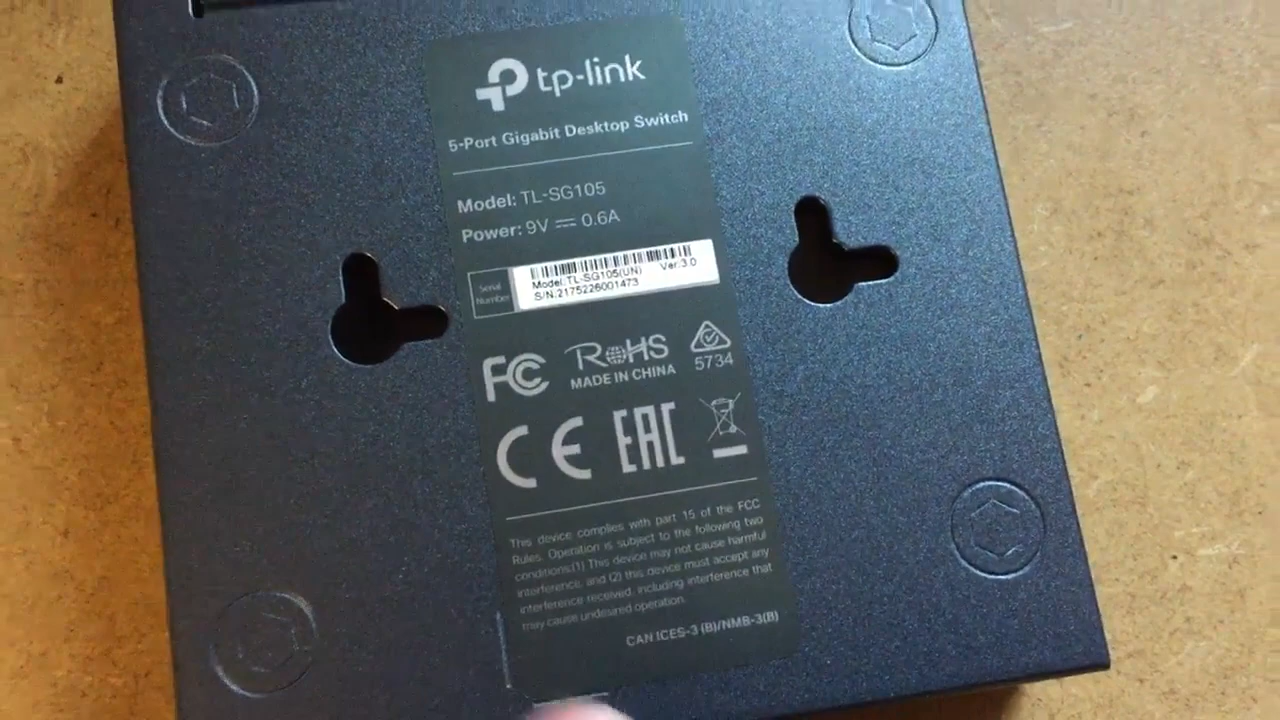 tp-link
5-Port Gigabit Desktop Switch
Model: TL-SG105
Power: 9V ⎓ 0.6A
Serial
Number
Model:TL-SG105(UN) Ver:3.0
S/N:2175226001473
FC
RoHS
MADE IN CHINA
5734
CE
EAC
This device complies with part 15 of the FCC
Rules. Operation is subject to the following two
conditions:(1) This device may not cause harmful
interference, and (2) this device must accept any
interference received, including interference that
may cause undesired operation.
CAN ICES-3 (B)/NMB-3(B)